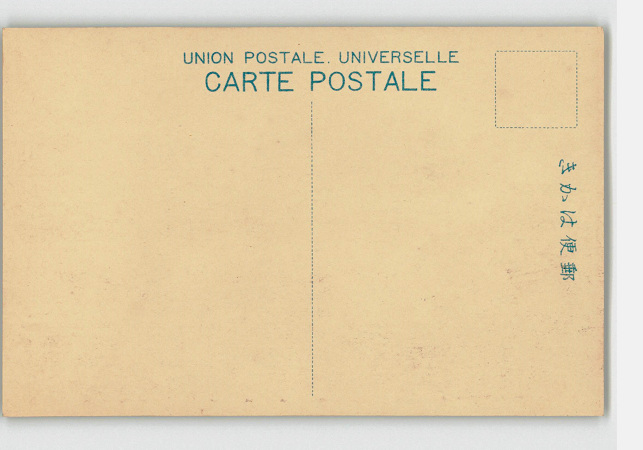 UNION POSTALE. UNIVERSELLE
CARTE POSTALE
郵便はかき